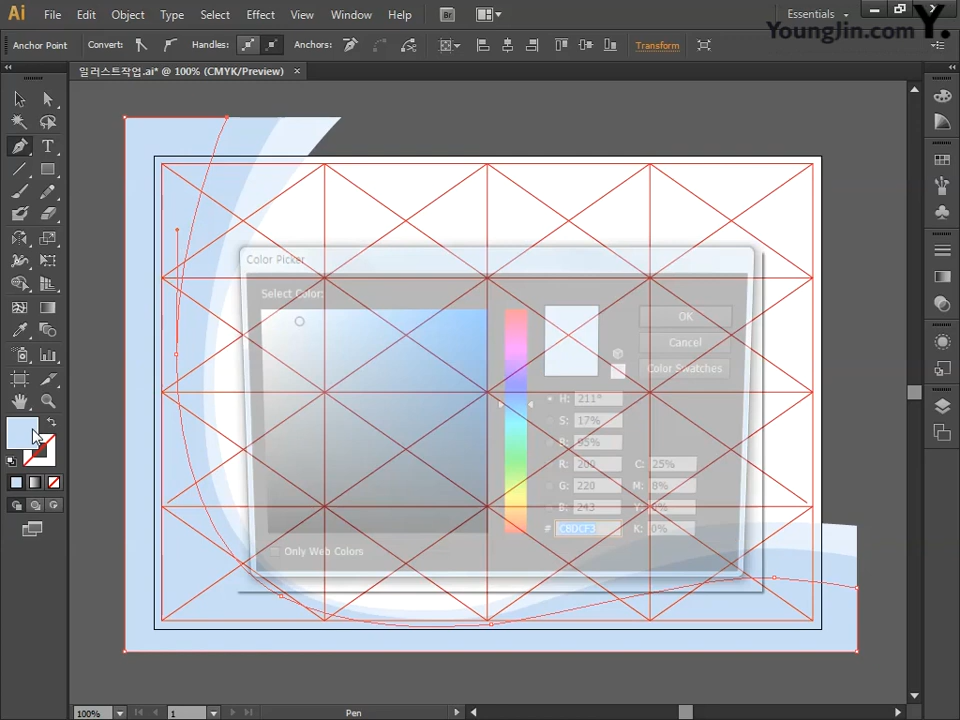 Ai File Edit Object Type Select Effect View Window Help Br Essentials
YoungJin.com Y.
Anchor Point Convert: Handles: Anchors: Transform
일러스트작업.ai* @ 100% (CMYK/Preview) ×
Color Picker
Select Color:
OK
Cancel
Color Swatches
H: 211°
S: 17%
B: 95%
R: 200 C: 25%
G: 220 M: 8%
B: 243 Y:
# C8DCF3 K: 0%
Only Web Colors
100% 1 Pen